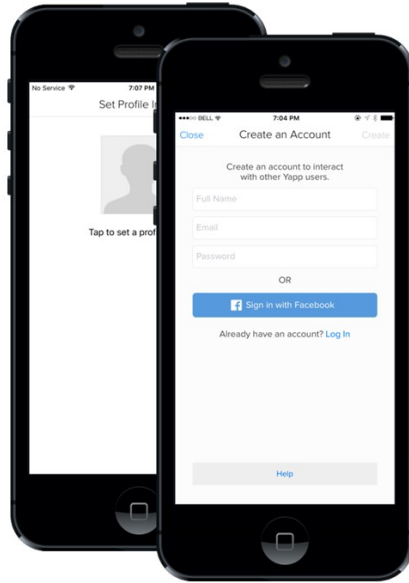 No Service 7:07 PM
Set Profile
Tap to set a
●●●○○ BELL 7:04 PM
Close Create an Account Create
Create an account to interact
with other Yapp users.
Full Name
Email
Password
OR
f Sign in with Facebook
Already have an account? Log In
Help